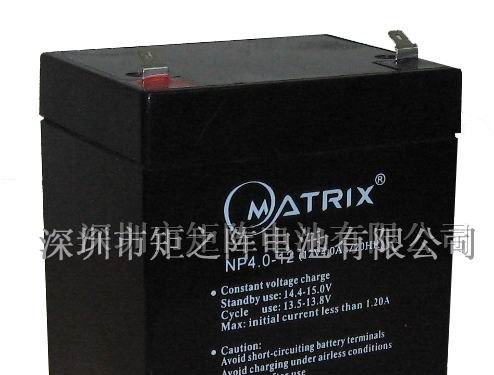 MATRIX®
深圳市矩之阵电池有限公司
NP4.0-12
● Constant voltage charge
Standby use: 14.4-15.0V
Cycle use: 13.5-13.8V
Max: initial current less than 1.20A
● Caution:
Avoid short-circuiting battery terminals
Avoid charging under airless conditions
use